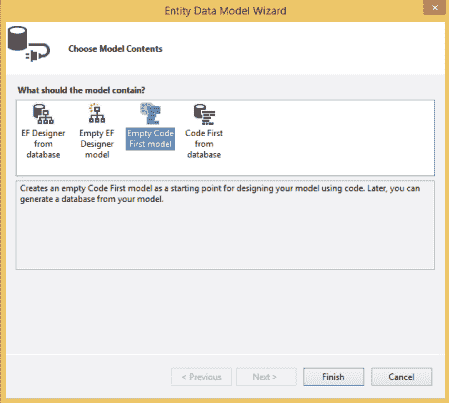 Entity Data Model Wizard
Choose Model Contents
What should the model contain?
EF Designer from database
Empty EF Designer model
Empty Code First model
Code First from database
Creates an empty Code First model as a starting point for designing your model using code. Later, you can
generate a database from your model.
< Previous
Next >
Finish
Cancel